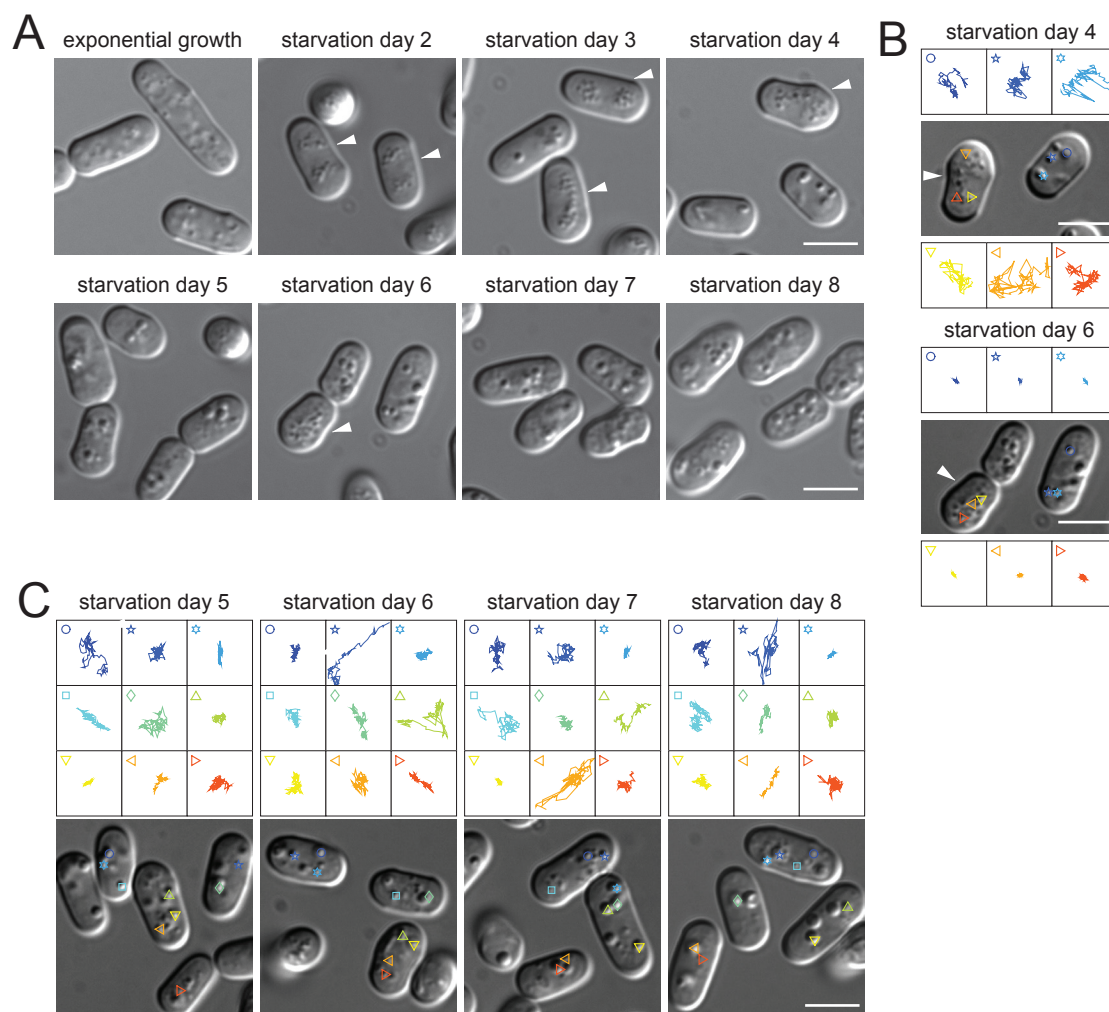 A
exponential growth
starvation day 2
starvation day 3
starvation day 4
starvation day 5
starvation day 6
starvation day 7
starvation day 8
B
starvation day 4
starvation day 6
C
starvation day 5
starvation day 6
starvation day 7
starvation day 8